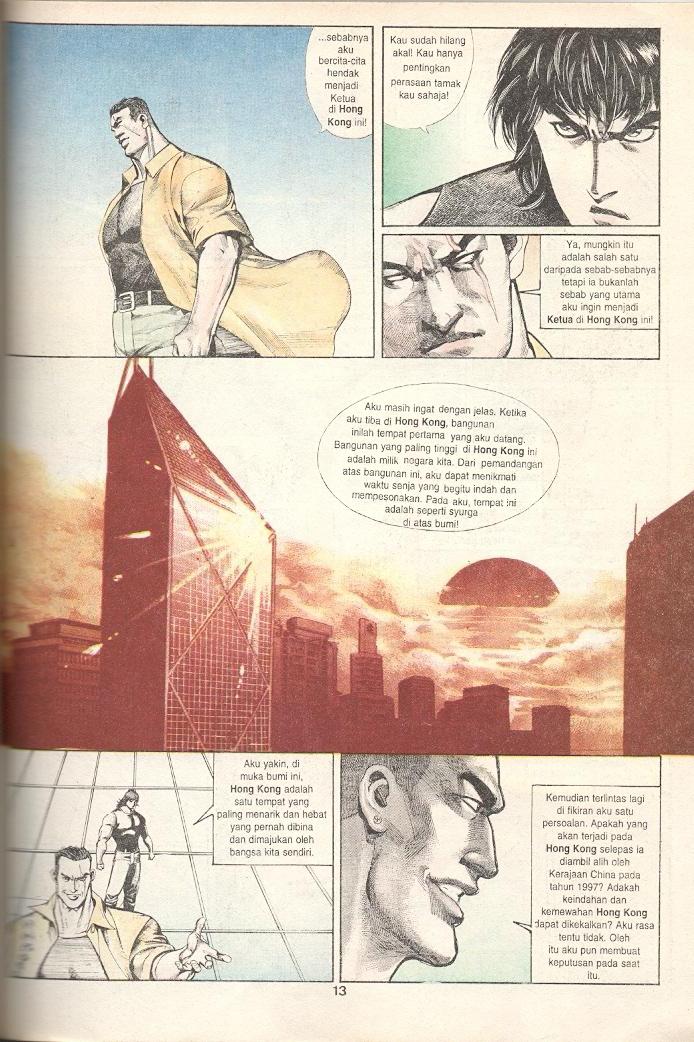 ...sebabnya
aku
bercita-cita
hendak
menjadi
Ketua
di Hong
Kong ini!
Kau sudah hilang
akal! Kau hanya
pentingkan
perasaan tamak
kau sahaja!
Ya, mungkin itu
adalah salah satu
daripada sebab-sebabnya
tetapi ia bukanlah
sebab yang utama
aku ingin menjadi
Ketua di Hong Kong ini!
Aku masih ingat dengan jelas. Ketika
aku tiba di Hong Kong, bangunan
inilah tempat pertama yang aku datang.
Bangunan yang paling tinggi di Hong Kong ini
adalah milik nogara kita. Dari pemandangan
atas bangunan ini, aku dapat menikmati
waktu senja yang begitu indah dan
mempesonakan. Pada aku, tempat ini
adalah seperti syurga
di atas bumi!
Aku yakin, di
muka bumi ini,
Hong Kong adalah
satu tempat yang
paling menarik dan hebat
yang pernah dibina
dan dimajukan oleh
bangsa kita sendiri.
Kemudian terlintas lagi
di fikiran aku satu
persoalan. Apakah yang
akan terjadi pada
Hong Kong selepas ia
diambil alih oleh
Kerajaan China pada
tahun 1997? Adakah
keindahan dan
kemewahan Hong Kong
dapat dikekalkan? Aku rasa
tentu tidak. Oleh
itu aku pun membuat
keputusan pada saat
itu.
13